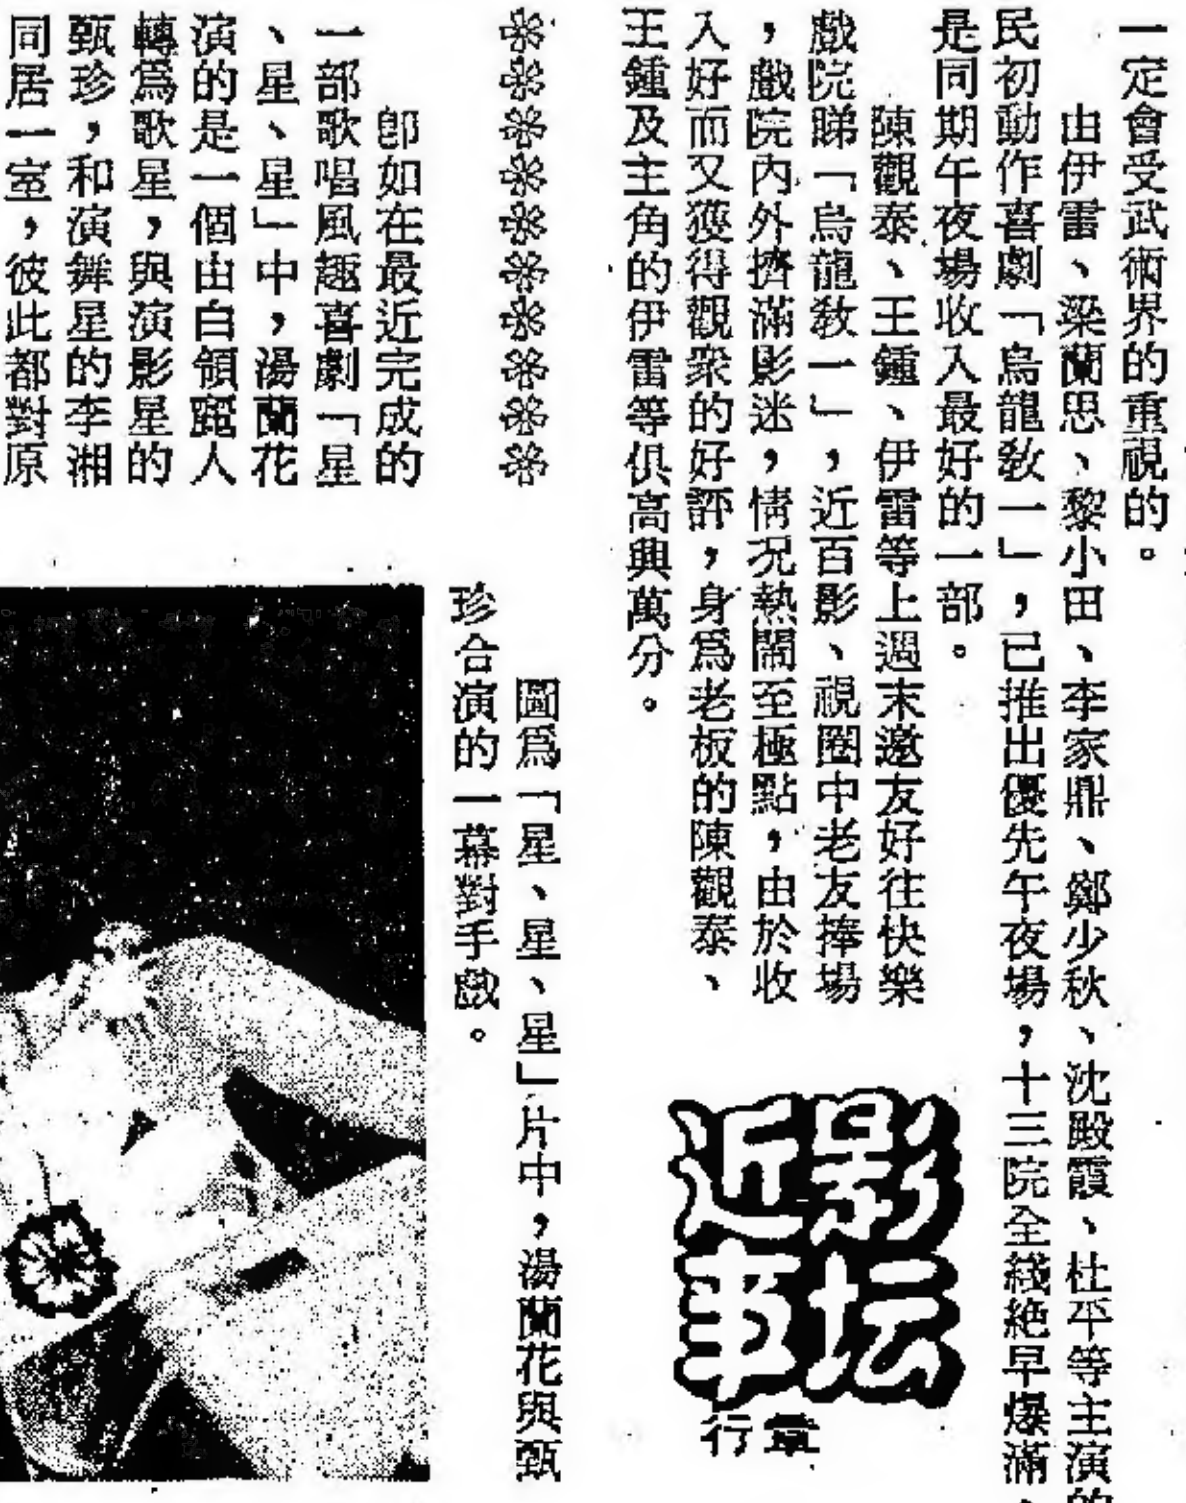 一定會受武術界的重視的。
由伊雷、梁蘭思、黎小田、李家鼎、鄭少秋、沈殿霞、杜平等主演的
民初動作喜劇「烏龍敎一」，已推出優先午夜場，十三院全綫絶早爆滿、
是同期午夜場收入最好的一部。
陳觀泰、王鍾、伊雷等上週末邀友好往快樂
戲院睇「烏龍敎一」，近百影、視圈中老友捧場
，戲院內外擠滿影迷，情况熱鬧至極點，由於收
入好而又獲得觀衆的好評，身爲老板的陳觀泰、
王鍾及主角的伊雷等俱高興萬分。
影坛
近事
章行
卽如在最近完成的
一部歌唱風趣喜劇「星
、星、星」中，湯蘭花
演的是一個由白領麗人
轉爲歌星，與演影星的
甄珍，和演舞星的李湘
同居一室，彼此都對原
圖爲「星、星、星」片中，湯蘭花與甄
珍合演的一幕對手戲。